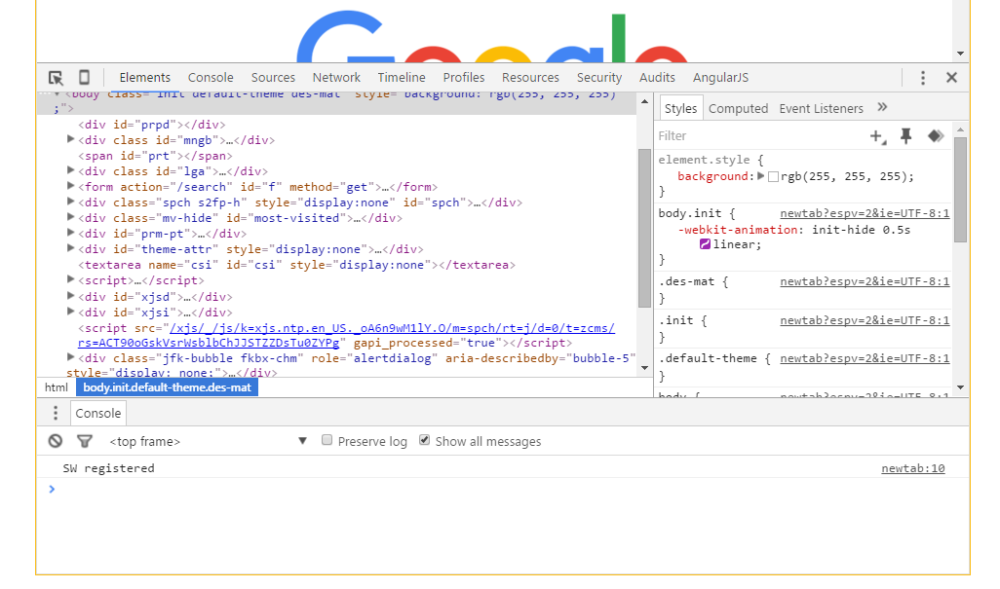 Google
Elements Console Sources Network Timeline Profiles Resources Security Audits AngularJS
<body class="init default-theme des-mat" style="background: rgb(255, 255, 255)
;">
<div id="prpd"></div>
<div class id="mngb">…</div>
<span id="prt"></span>
<div class id="lga">…</div>
<form action="/search" id="f" method="get">…</form>
<div class="spch s2fp-h" style="display:none" id="spch">…</div>
<div class="mv-hide" id="most-visited">…</div>
<div id="prm-pt">…</div>
<div id="theme-attr" style="display:none">…</div>
<textarea name="csi" id="csi" style="display:none"></textarea>
<script>…</script>
<div id="xjsd">…</div>
<div id="xjsi">…</div>
<script src="/xjs/_/js/k=xjs.ntp.en_US._oA6n9wM1lY.O/m=spch/rt=j/d=0/t=zcms/
rs=ACT90oGskVsrWsblbChJJSTZZDsTu0ZYPg" gapi_processed="true"></script>
<div class="jfk-bubble fkbx-chm" role="alertdialog" aria-describedby="bubble-5"
style="display: none;">…</div>
html body.init.default-theme.des-mat
Styles Computed Event Listeners »
Filter
element.style {
background: rgb(255, 255, 255);
}
body.init { newtab?espv=2&ie=UTF-8:1
-webkit-animation: init-hide 0.5s
linear;
}
.des-mat { newtab?espv=2&ie=UTF-8:1
}
.init { newtab?espv=2&ie=UTF-8:1
}
.default-theme { newtab?espv=2&ie=UTF-8:1
}
body { newtab?espv=2&ie=UTF-8:1
Console
<top frame> Preserve log Show all messages
SW registered newtab:10